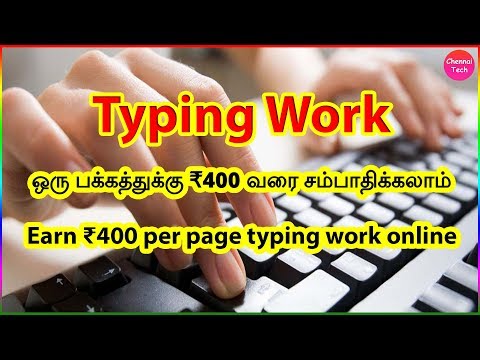 Chennai
Tech
Typing Work
ஒரு பக்கத்துக்கு ₹400 வரை சம்பாதிக்கலாம்
Earn ₹400 per page typing work online